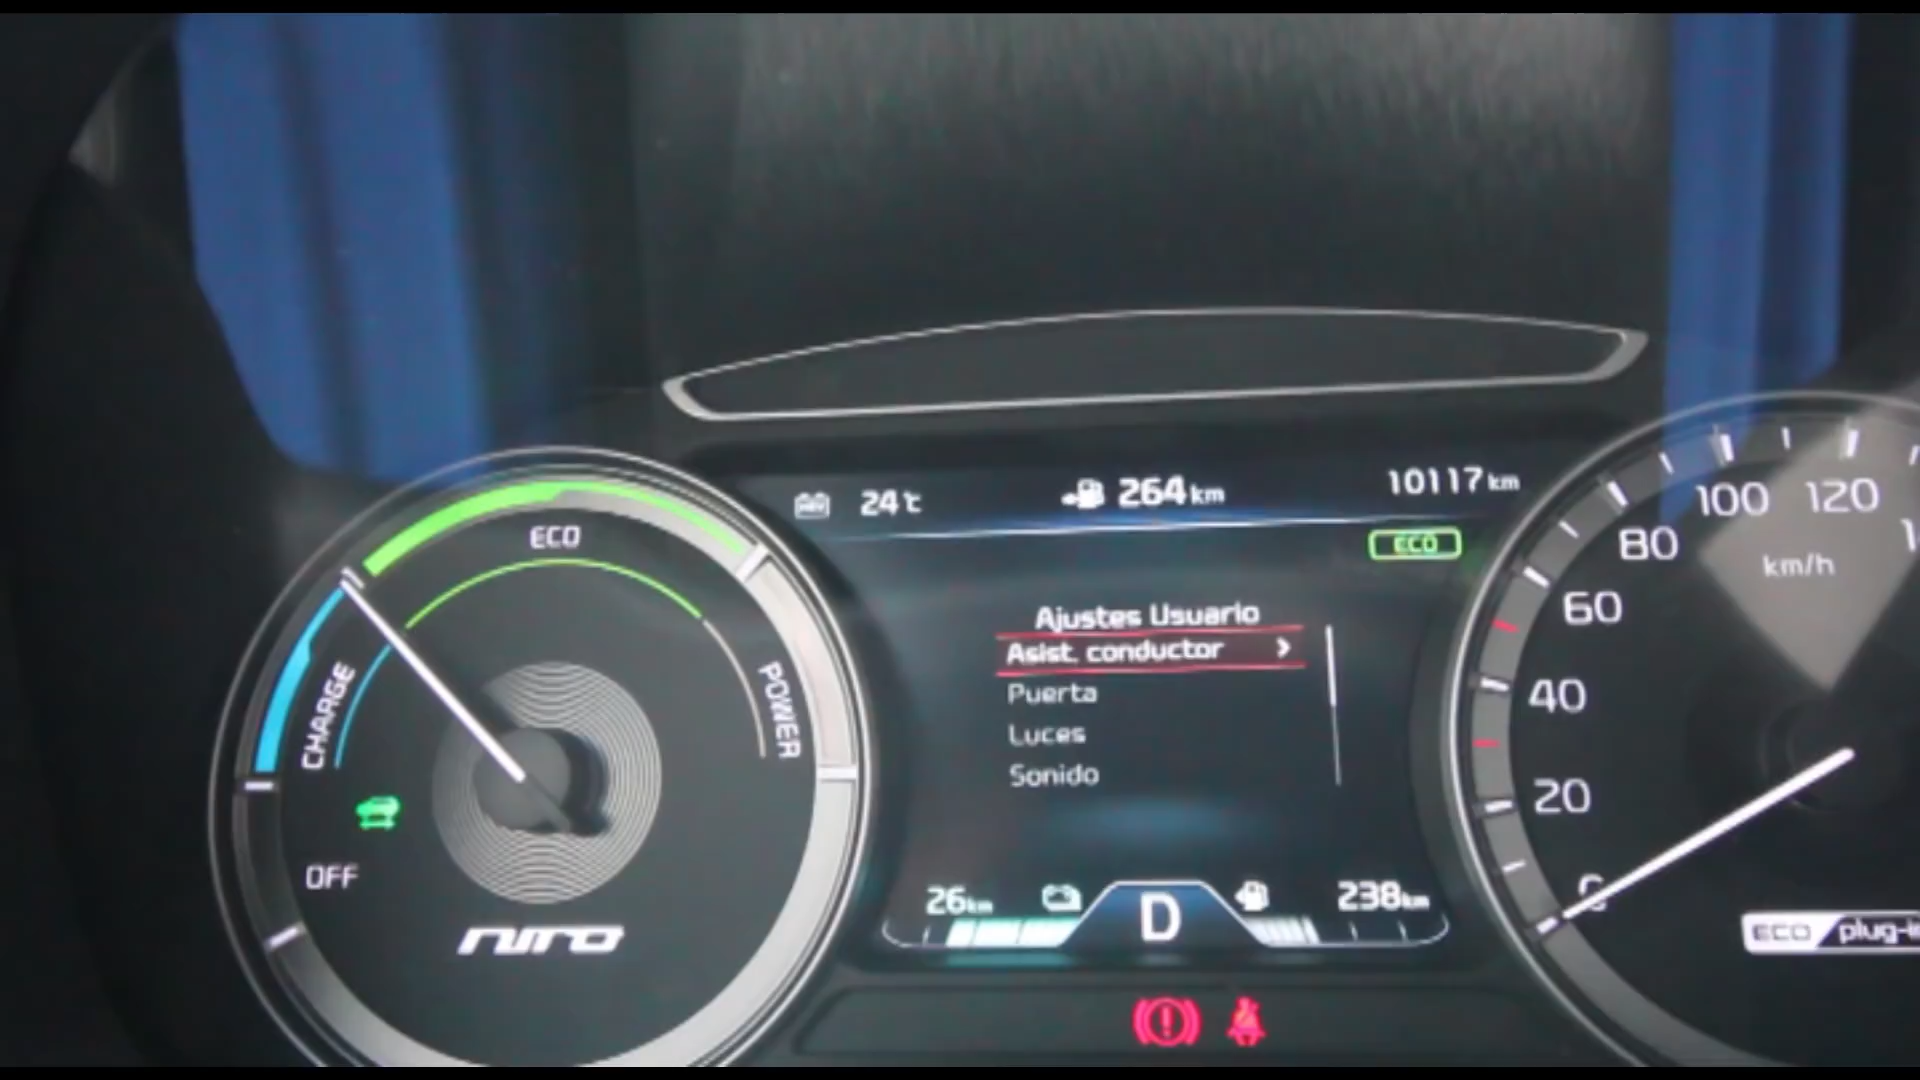 24℃ 264km 10117km
ECO
Ajustes Usuario
Asist. conductor >
Puerta
Luces
Sonido
26km D 238km
ECO
CHARGE
POWER
OFF
niro
100 120
80
km/h
60
40
20
ECO plug-in